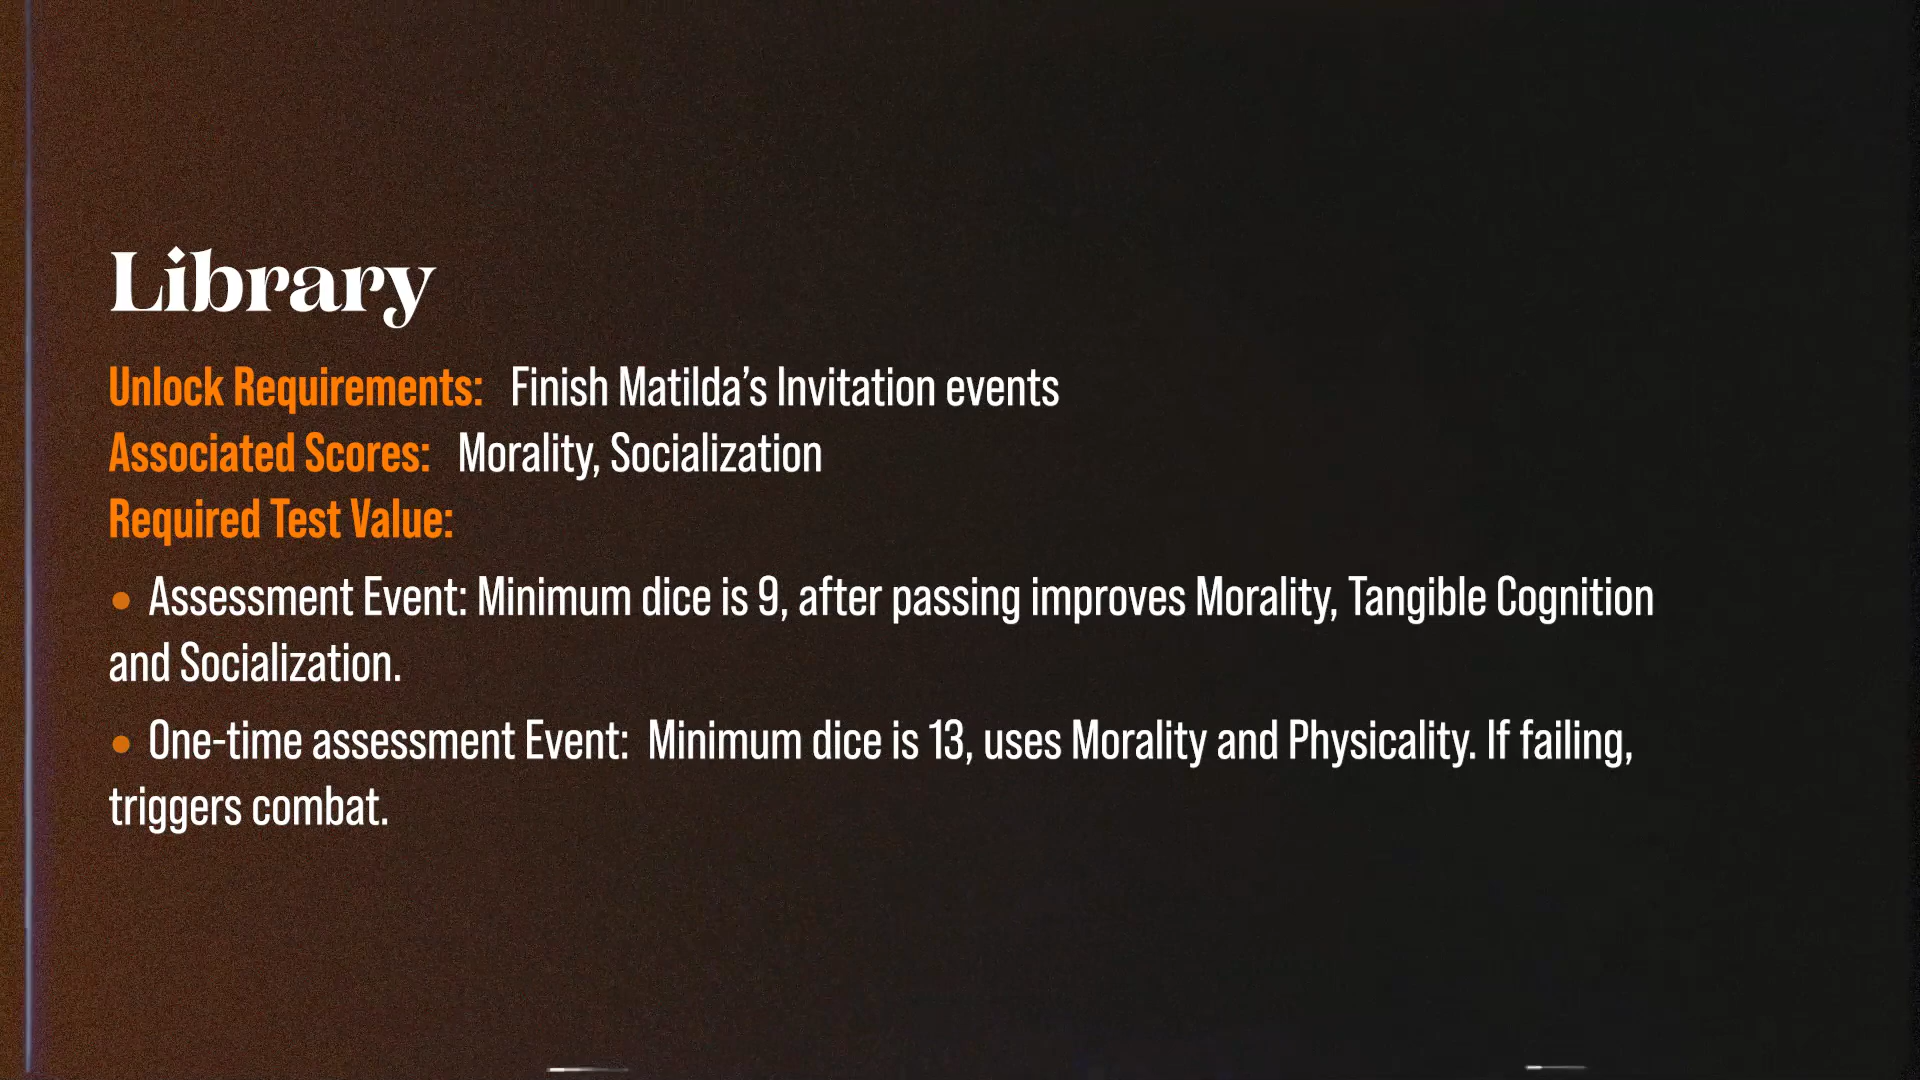 Library
Unlock Requirements: Finish Matilda’s Invitation events
Associated Scores: Morality, Socialization
Required Test Value:
• Assessment Event: Minimum dice is 9, after passing improves Morality, Tangible Cognition
and Socialization.
• One-time assessment Event: Minimum dice is 13, uses Morality and Physicality. If failing,
triggers combat.